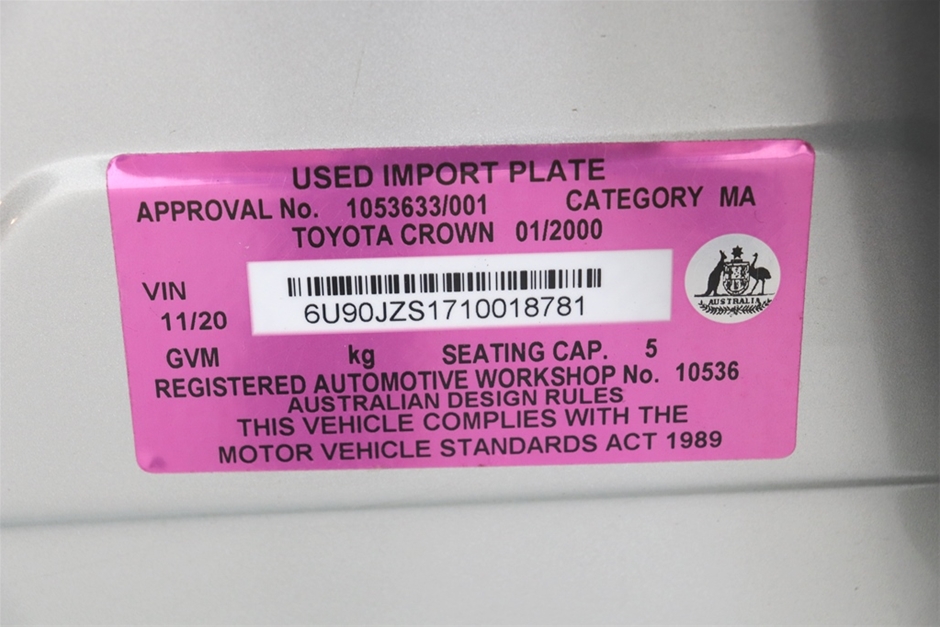 USED IMPORT PLATE
APPROVAL No. 1053633/001 CATEGORY MA
TOYOTA CROWN 01/2000
VIN
6U90JZS1710018781
11/20
AUSTRALIA
GVM kg SEATING CAP. 5
REGISTERED AUTOMOTIVE WORKSHOP No. 10536
AUSTRALIAN DESIGN RULES
THIS VEHICLE COMPLIES WITH THE
MOTOR VEHICLE STANDARDS ACT 1989